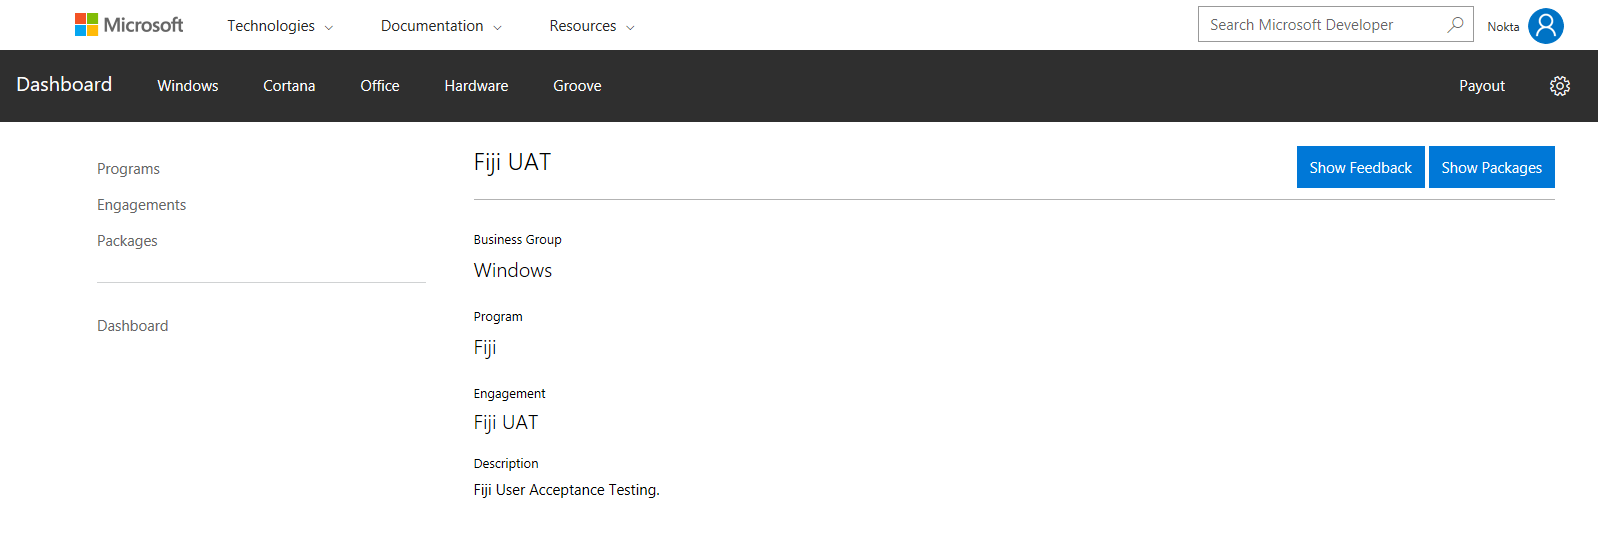 Microsoft Technologies Documentation Resources Search Microsoft Developer Nokta
Dashboard Windows Cortana Office Hardware Groove Payout
Programs
Engagements
Packages
Dashboard
Fiji UAT Show Feedback Show Packages
Business Group
Windows
Program
Fiji
Engagement
Fiji UAT
Description
Fiji User Acceptance Testing.